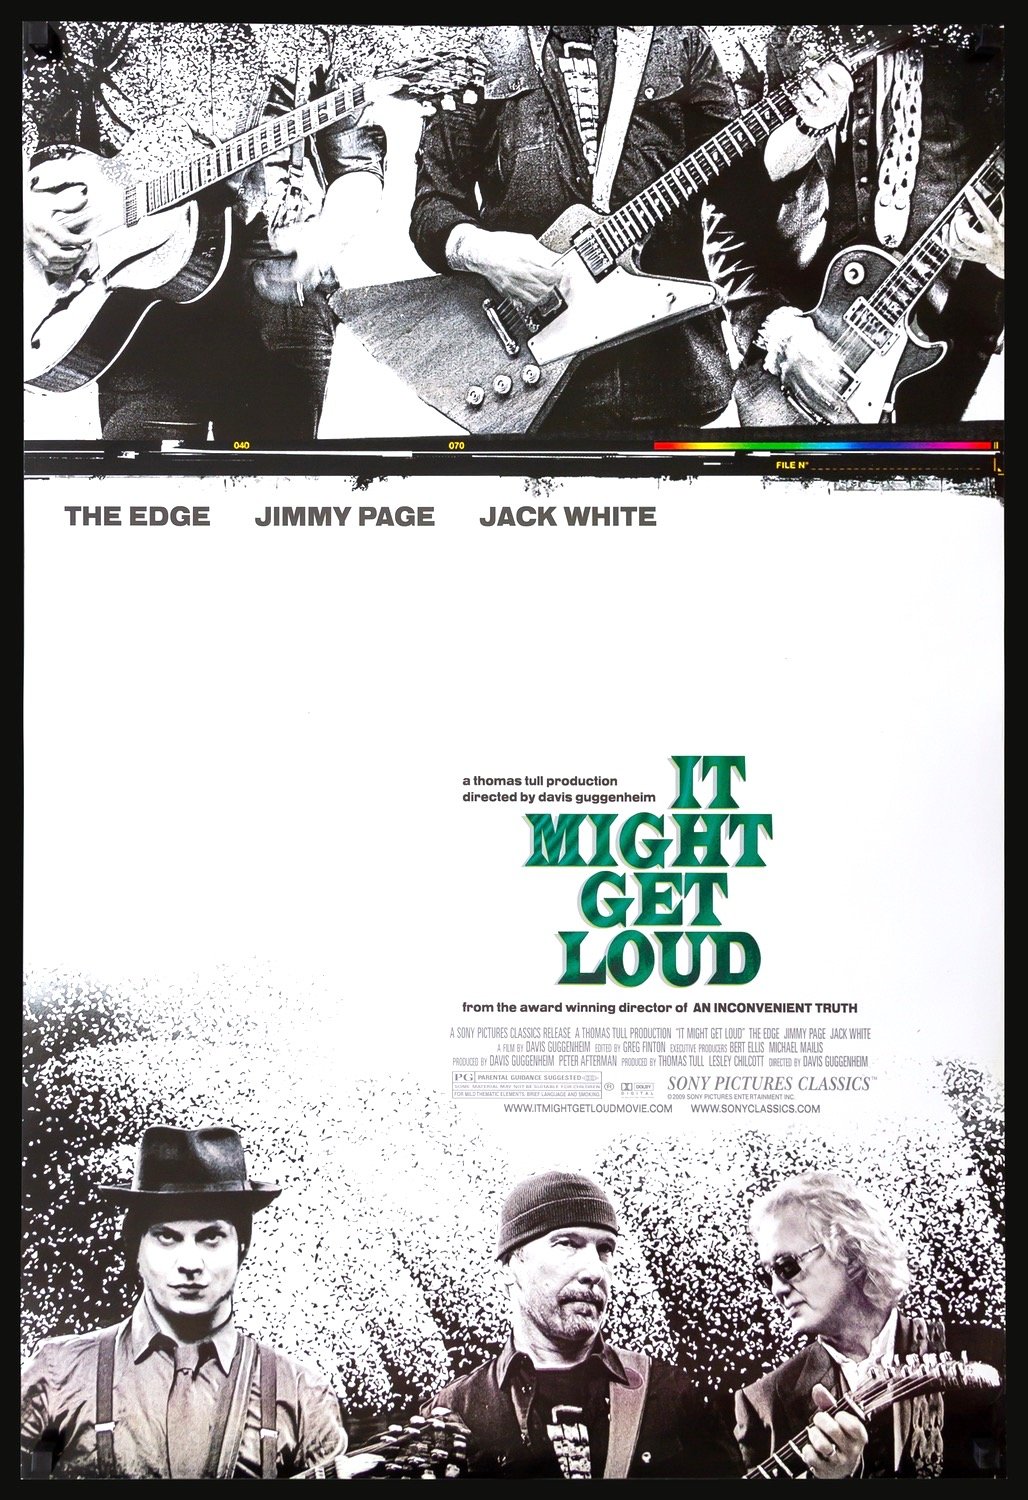 040
070
FILE Nº
THE EDGE JIMMY PAGE JACK WHITE
a thomas tull production
directed by davis guggenheim
IT
MIGHT
GET
LOUD
from the award winning director of AN INCONVENIENT TRUTH
A SONY PICTURES CLASSICS RELEASE A THOMAS TULL PRODUCTION "IT MIGHT GET LOUD" THE EDGE JIMMY PAGE JACK WHITE
A FILM BY DAVIS GUGGENHEIM EDITED BY GREG FINTON EXECUTIVE PRODUCERS BERT ELLIS MICHAEL MAILIS
PRODUCED BY DAVIS GUGGENHEIM PETER AFTERMAN PRODUCED BY THOMAS TULL LESLEY CHILCOTT DIRECTED BY DAVIS GUGGENHEIM
PG PARENTAL GUIDANCE SUGGESTED
SOME MATERIAL MAY NOT BE SUITABLE FOR CHILDREN
FOR MILD THEMATIC ELEMENTS, BRIEF LANGUAGE AND SMOKING
®
DOLBY
DIGITAL
SONY PICTURES CLASSICS™
©2009 SONY PICTURES ENTERTAINMENT INC.
WWW.ITMIGHTGETLOUDMOVIE.COM WWW.SONYCLASSICS.COM